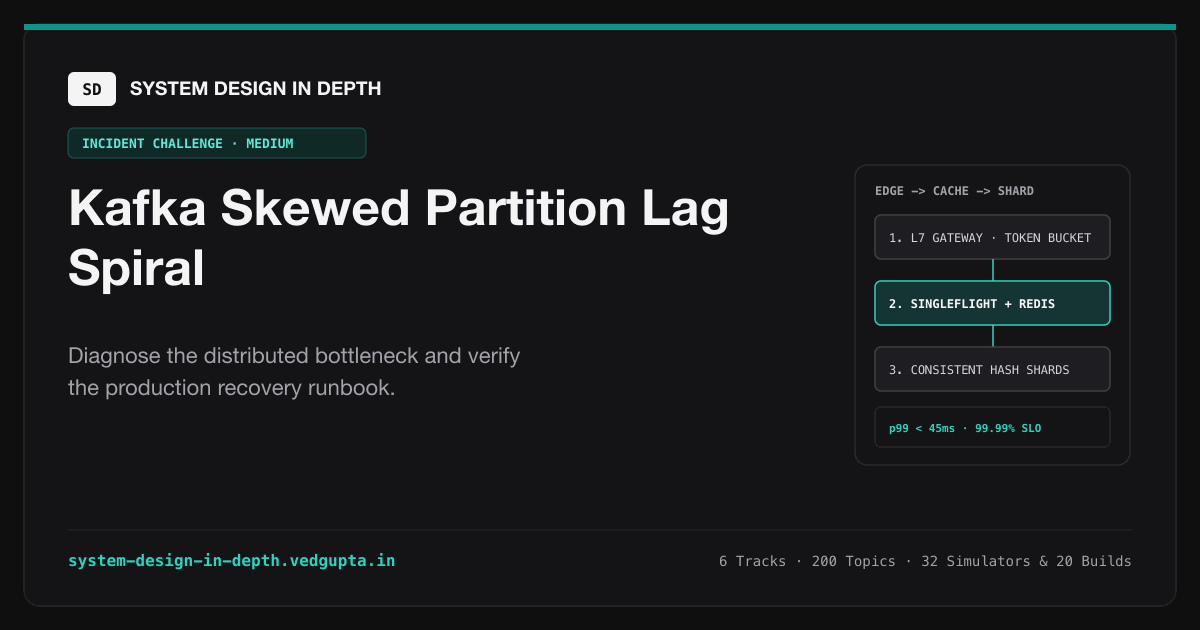 SD
SYSTEM DESIGN IN DEPTH
INCIDENT CHALLENGE · MEDIUM
Kafka Skewed Partition Lag
Spiral
Diagnose the distributed bottleneck and verify
the production recovery runbook.
EDGE —> CACHE —> SHARD
1. L7 GATEWAY · TOKEN BUCKET
2. SINGLEFLIGHT + REDIS
3. CONSISTENT HASH SHARDS
p99 < 45ms · 99.99% SLO
system-design-in-depth.vedgupta.in
6 Tracks · 200 Topics · 32 Simulators & 20 Builds